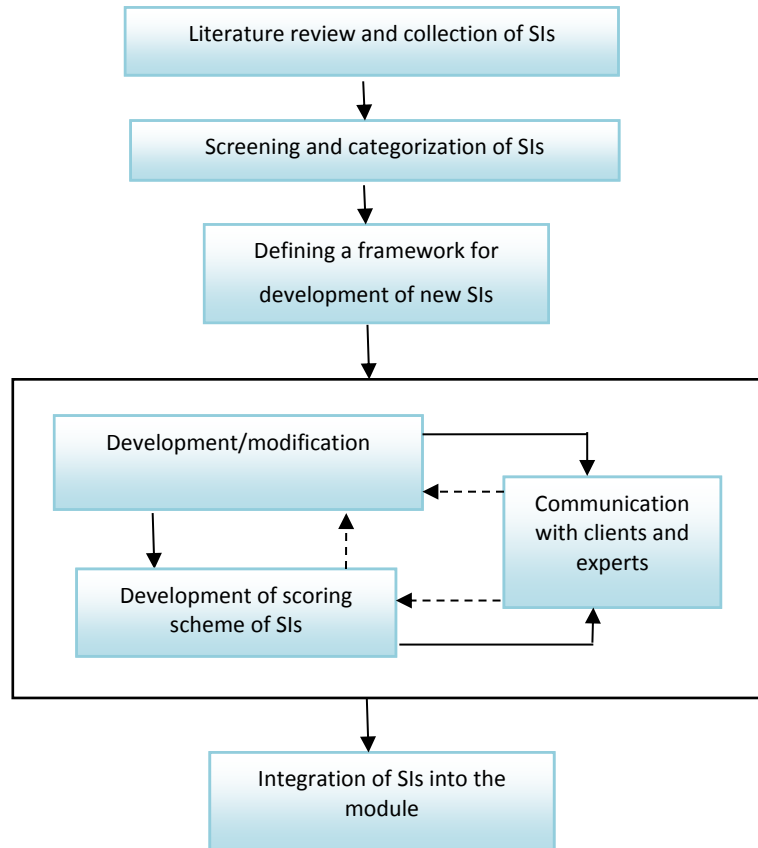 Literature review and collection of SIs
Screening and categorization of SIs
Defining a framework for
development of new SIs
Development/modification
Communication
with clients and
experts
Development of scoring
scheme of SIs
Integration of SIs into the
module